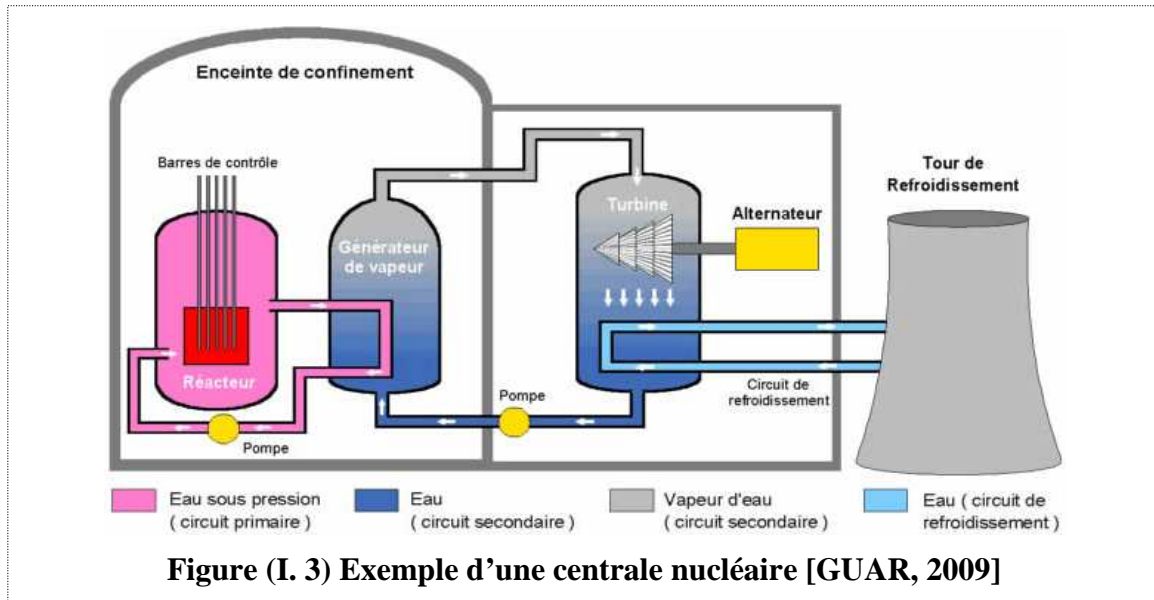 Enceinte de confinement
Barres de contrôle
Réacteur
Pompe
Générateur
de vapeur
Pompe
Turbine
Alternateur
Tour de
Refroidissement
Circuit de
refroidissement
Eau sous pression
( circuit primaire )
Eau
( circuit secondaire )
Vapeur d'eau
( circuit secondaire )
Eau ( circuit de
refroidissement )
Figure (I. 3) Exemple d’une centrale nucléaire [GUAR, 2009]